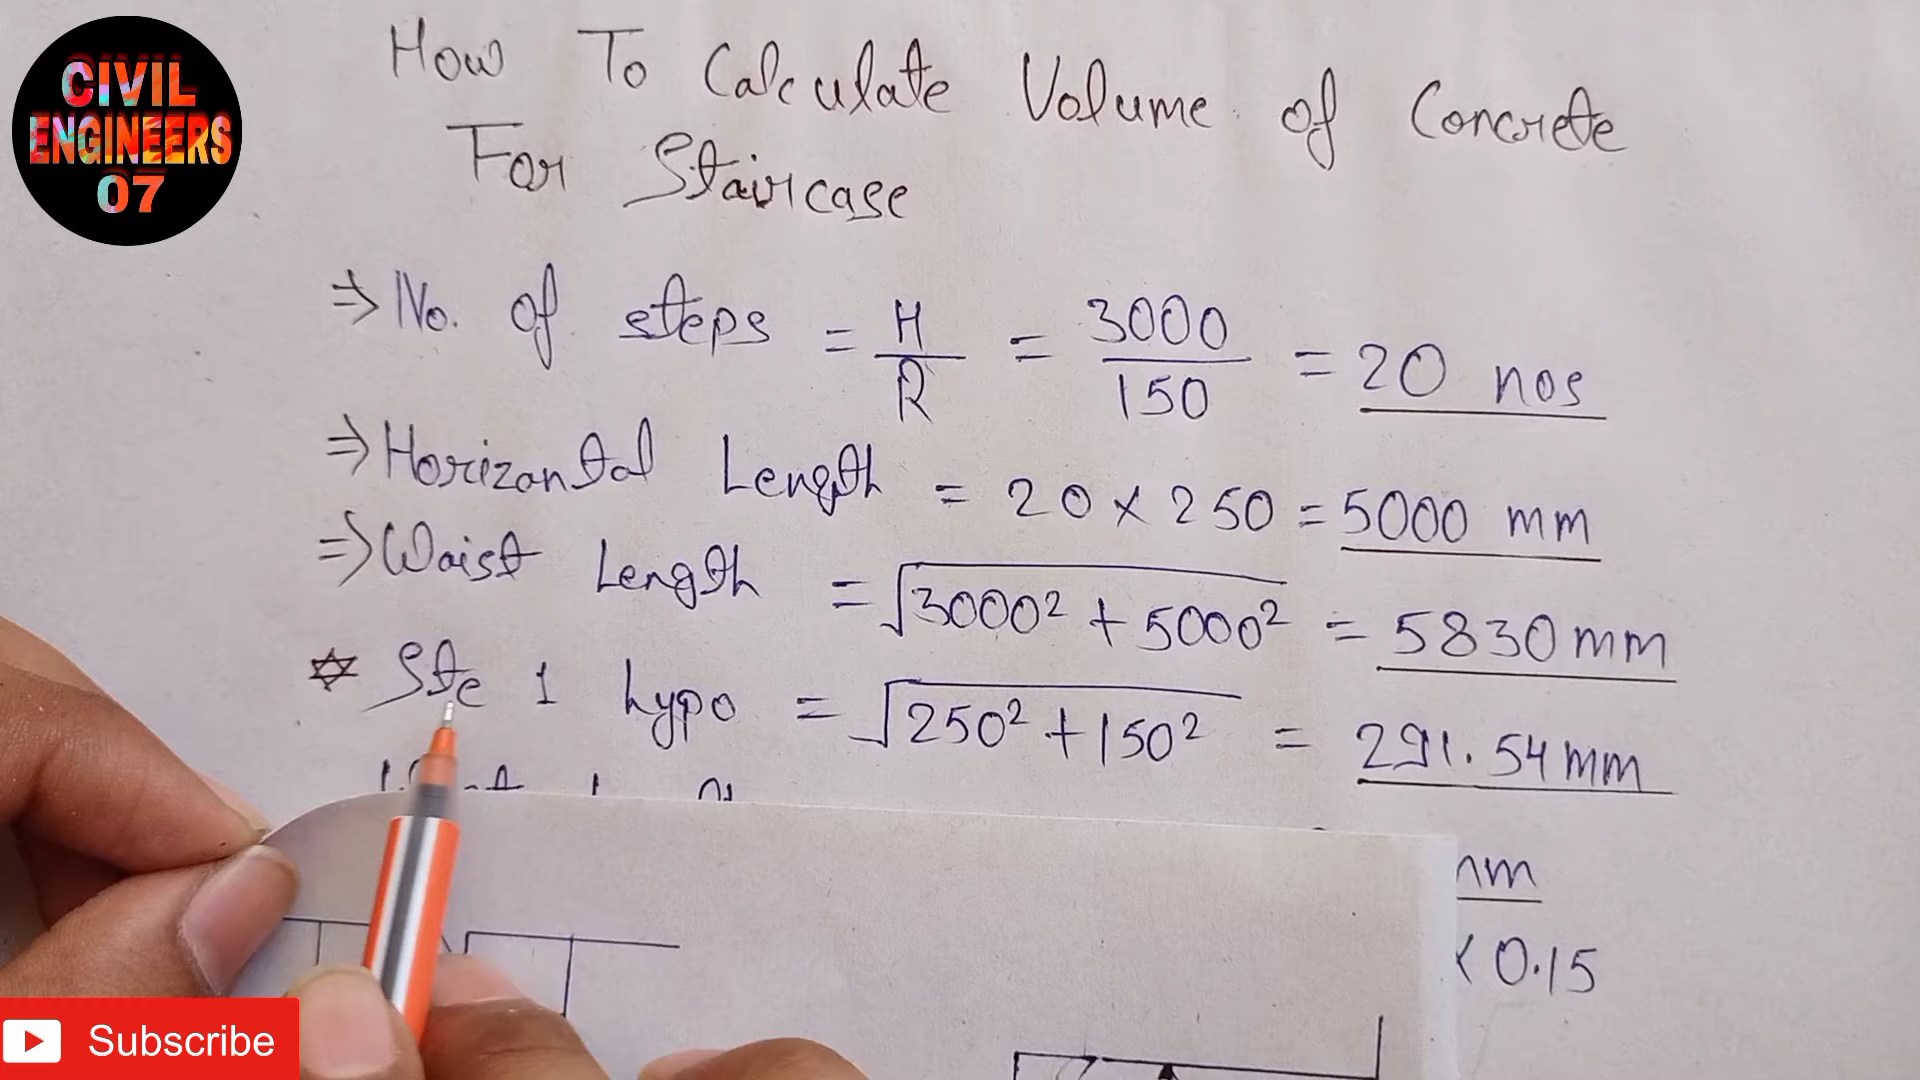 CIVIL
ENGINEERS
07
How To Calculate Volume of Concrete
For Staircase
⇒ No. of steps = H/R = 3000/150 = 20 nos
⇒ Horizantal Length = 20 × 250 = 5000 mm
⇒ Waist Length = √3000² + 5000² = 5830 mm
✡ Ste 1 hypo = √250² + 150² = 291.54 mm
mm
× 0.15
Subscribe